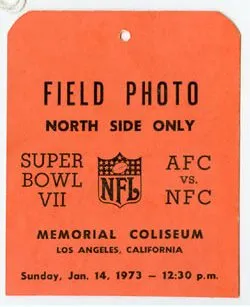 FIELD PHOTO
NORTH SIDE ONLY
SUPER BOWL VII
NFL
AFC vs. NFC
MEMORIAL COLISEUM
LOS ANGELES, CALIFORNIA
Sunday, Jan. 14, 1973 — 12:30 p.m.